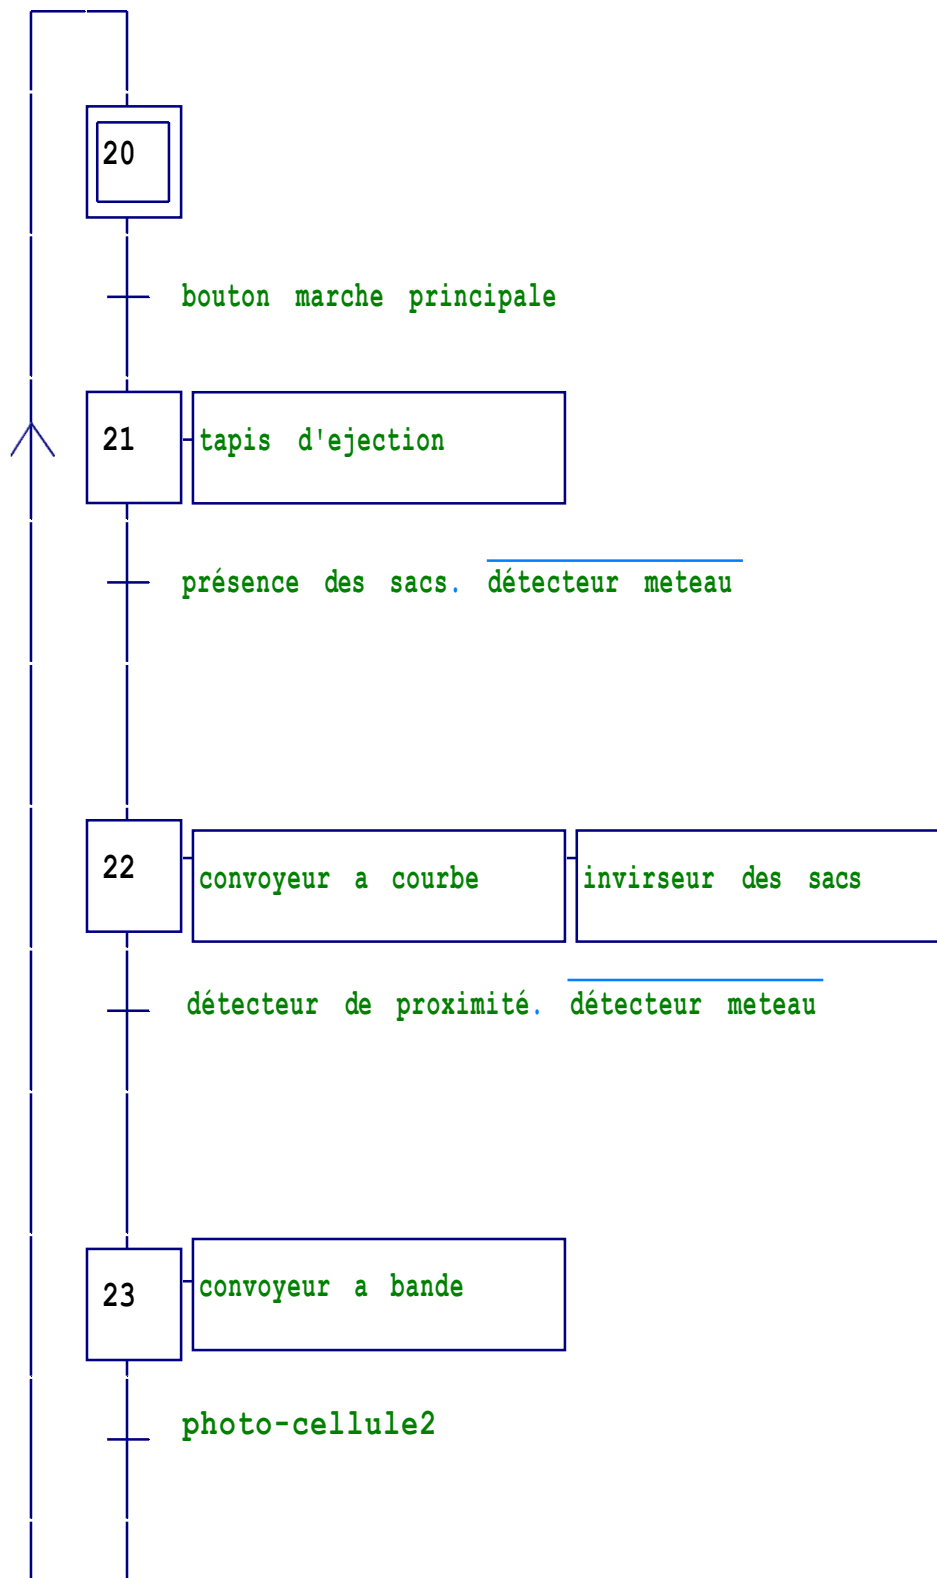 20
bouton marche principale
21
tapis d'ejection
présence des sacs. détecteur meteau
22
convoyeur a courbe
invirseur des sacs
détecteur de proximité. détecteur meteau
23
convoyeur a bande
photo-cellule2